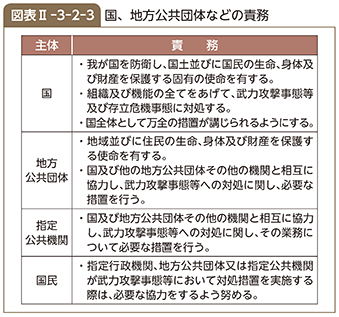 図表Ⅱ-3-2-3 国、地方公共団体などの責務
主体 責　務
国
・我が国を防衛し、国土並びに国民の生命、身体及
び財産を保護する固有の使命を有する。
・組織及び機能の全てをあげて、武力攻撃事態等
及び存立危機事態に対処する。
・国全体として万全の措置が講じられるようにする。
地方
公共団体
・地域並びに住民の生命、身体及び財産を保護す
る使命を有する。
・国及び他の地方公共団体その他の機関と相互に
協力し、武力攻撃事態等への対処に関し、必要な
措置を行う。
指定
公共機関
・国及び地方公共団体その他の機関と相互に協力
し、武力攻撃事態等への対処に関し、その業務に
ついて必要な措置を行う。
国民
・指定行政機関、地方公共団体又は指定公共機関
が武力攻撃事態等において対処措置を実施する
際は、必要な協力をするよう努める。